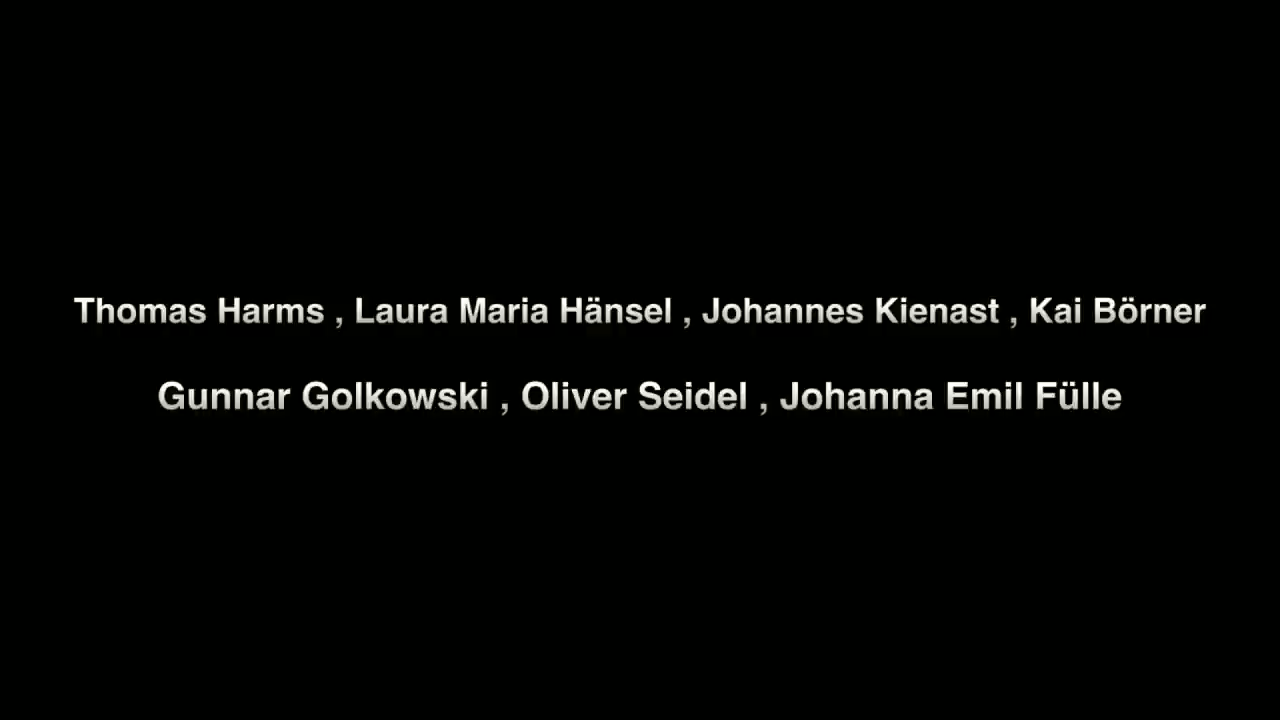 Thomas Harms , Laura Maria Hänsel , Johannes Kienast , Kai Börner
Gunnar Golkowski , Oliver Seidel , Johanna Emil Fülle